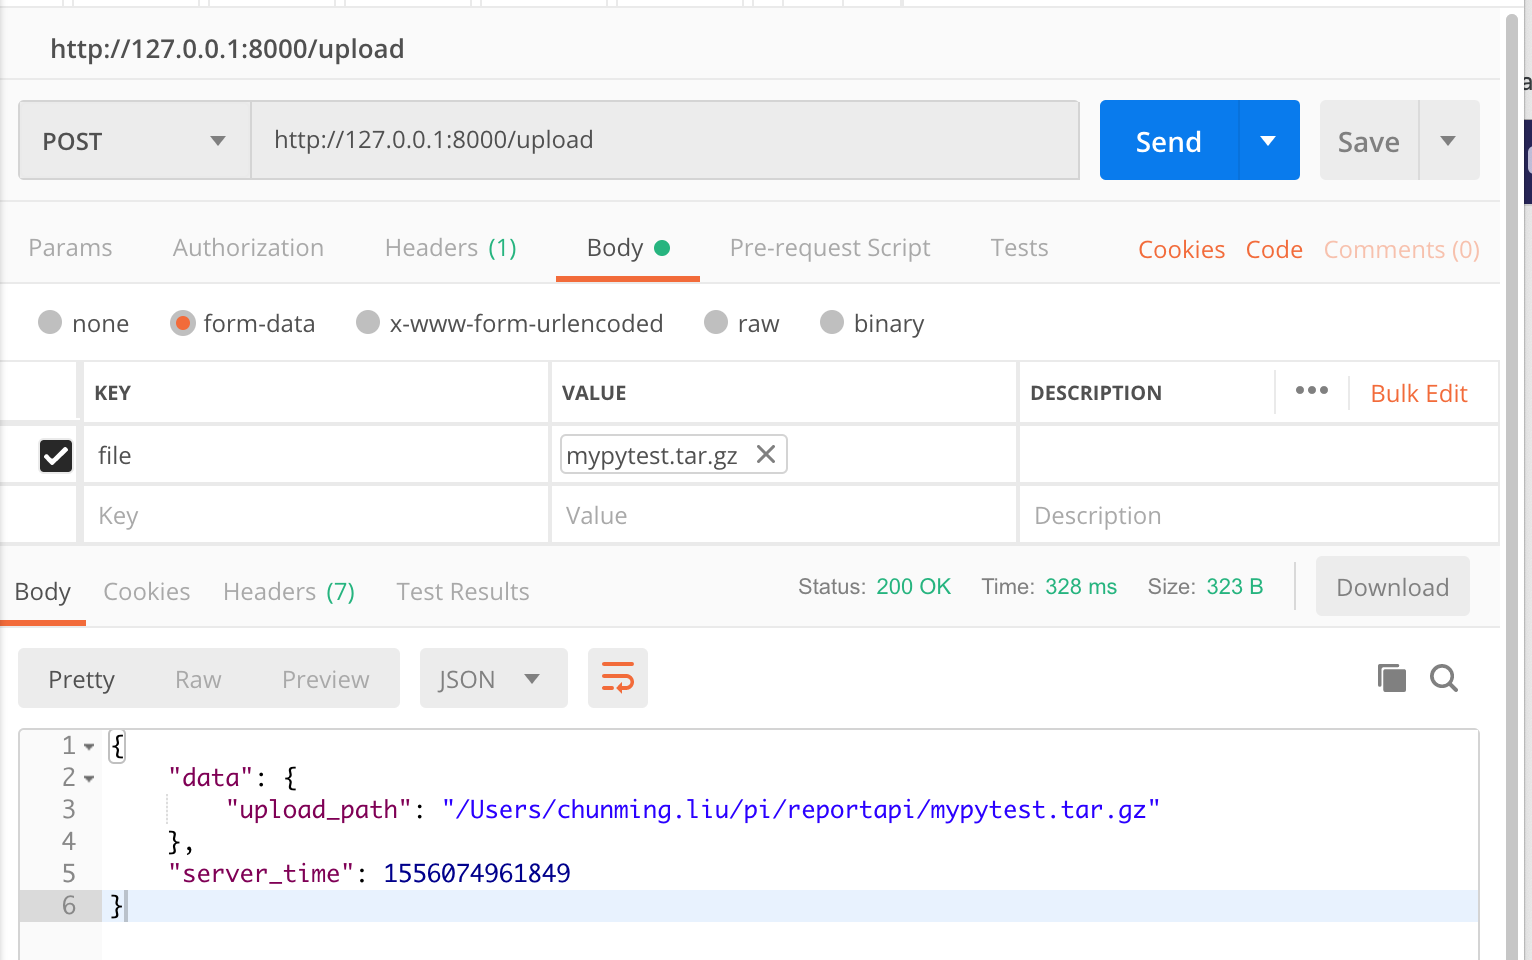 http://127.0.0.1:8000/upload
POST http://127.0.0.1:8000/upload Send Save
Params Authorization Headers (1) Body Pre-request Script Tests Cookies Code Comments (0)
none form-data x-www-form-urlencoded raw binary
KEY VALUE DESCRIPTION ••• Bulk Edit
file mypytest.tar.gz
Key Value Description
Body Cookies Headers (7) Test Results Status: 200 OK Time: 328 ms Size: 323 B Download
Pretty Raw Preview JSON
1 {
2 "data": {
3 "upload_path": "/Users/chunming.liu/pi/reportapi/mypytest.tar.gz"
4 },
5 "server_time": 1556074961849
6 }